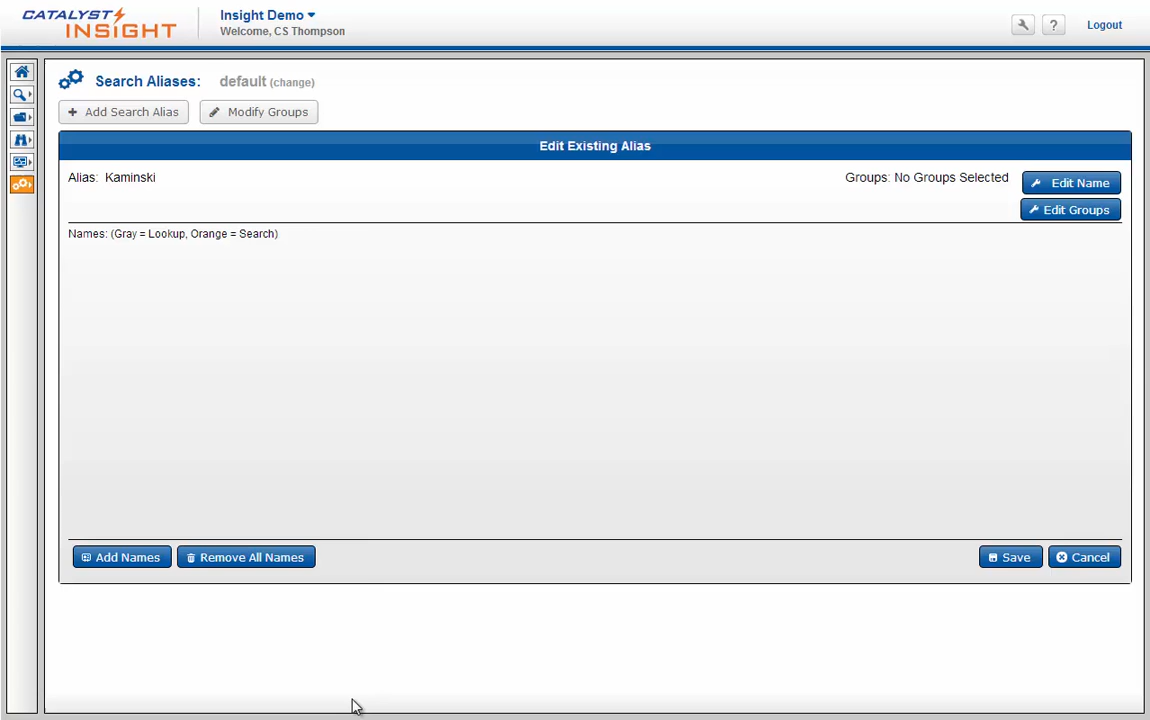 CATALYST
INSIGHT
Insight Demo
Welcome, CS Thompson
? Logout
Search Aliases: default (change)
+ Add Search Alias Modify Groups
Edit Existing Alias
Alias: Kaminski Groups: No Groups Selected Edit Name
Edit Groups
Names: (Gray = Lookup, Orange = Search)
Add Names Remove All Names Save Cancel